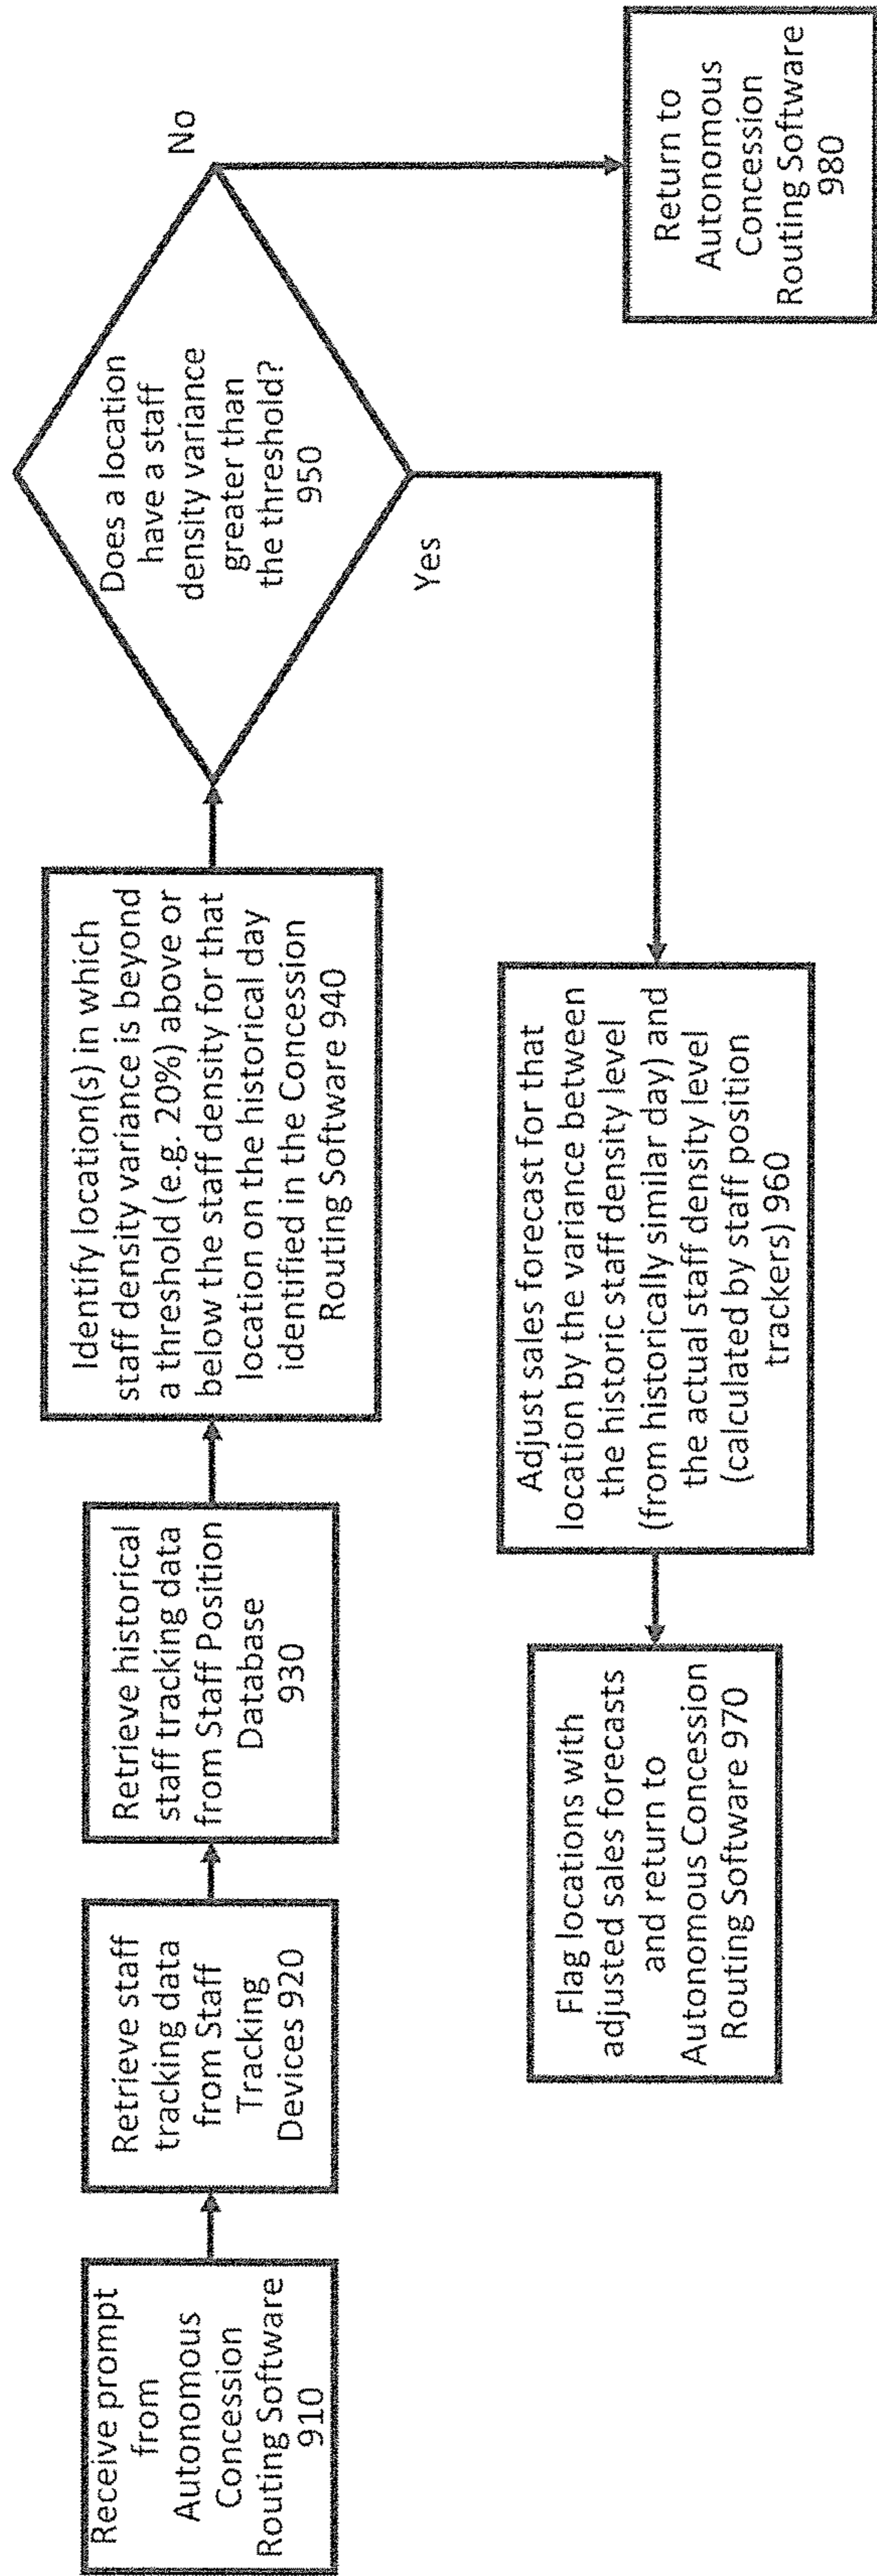 Receive prompt
from
Autonomous
Concession
Routing Software
910
Retrieve staff
tracking data
from Staff
Tracking
Devices 920
Retrieve historical
staff tracking data
from Staff Position
Database
930
Identify location(s) in which
staff density variance is beyond
a threshold (e.g. 20%) above or
below the staff density for that
location on the historical day
identified in the Concession
Routing Software 940
Does a location
have a staff
density variance
greater than
the threshold?
950
No
Yes
Return to
Autonomous
Concession
Routing Software
980
Adjust sales forecast for that
location by the variance between
the historic staff density level
(from historically similar day) and
the actual staff density level
(calculated by staff position
trackers) 960
Flag locations with
adjusted sales forecasts
and return to
Autonomous Concession
Routing Software 970